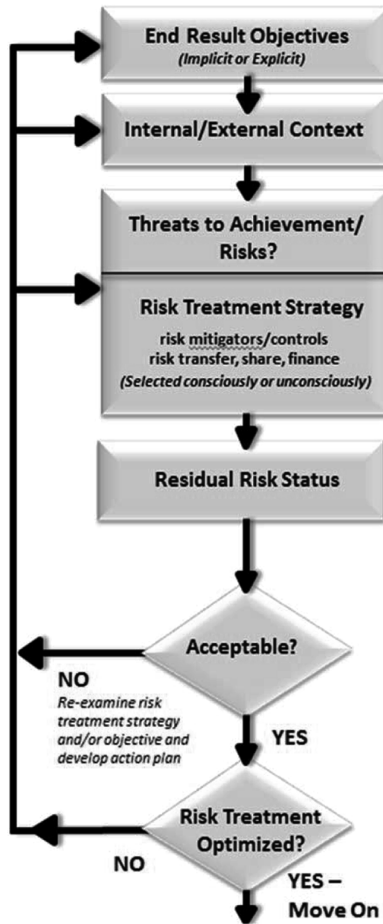 End Result Objectives
(Implicit or Explicit)
Internal/External Context
Threats to Achievement/
Risks?
Risk Treatment Strategy
risk mitigators/controls
risk transfer, share, finance
(Selected consciously or unconsciously)
Residual Risk Status
Acceptable?
NO
Re-examine risk
treatment strategy
and/or objective and
develop action plan
YES
Risk Treatment
Optimized?
NO
YES –
Move On